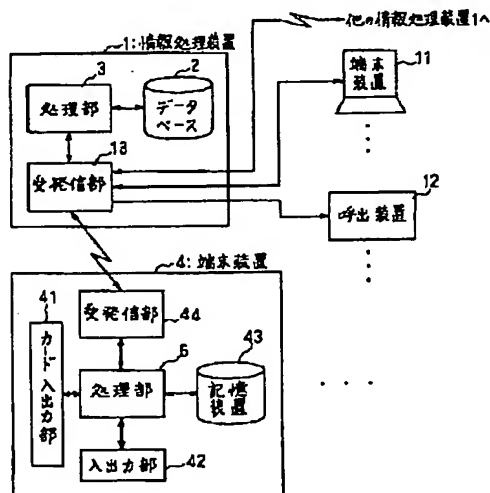 他の情報処理装置1へ
1:情報処理装置
3
処理部
2
データ
ベース
13
受発信部
11
端末
装置
12
呼出装置
4:端末装置
41
カード入出力部
受発信部
44
5
処理部
43
記憶
装置
入出力部
42